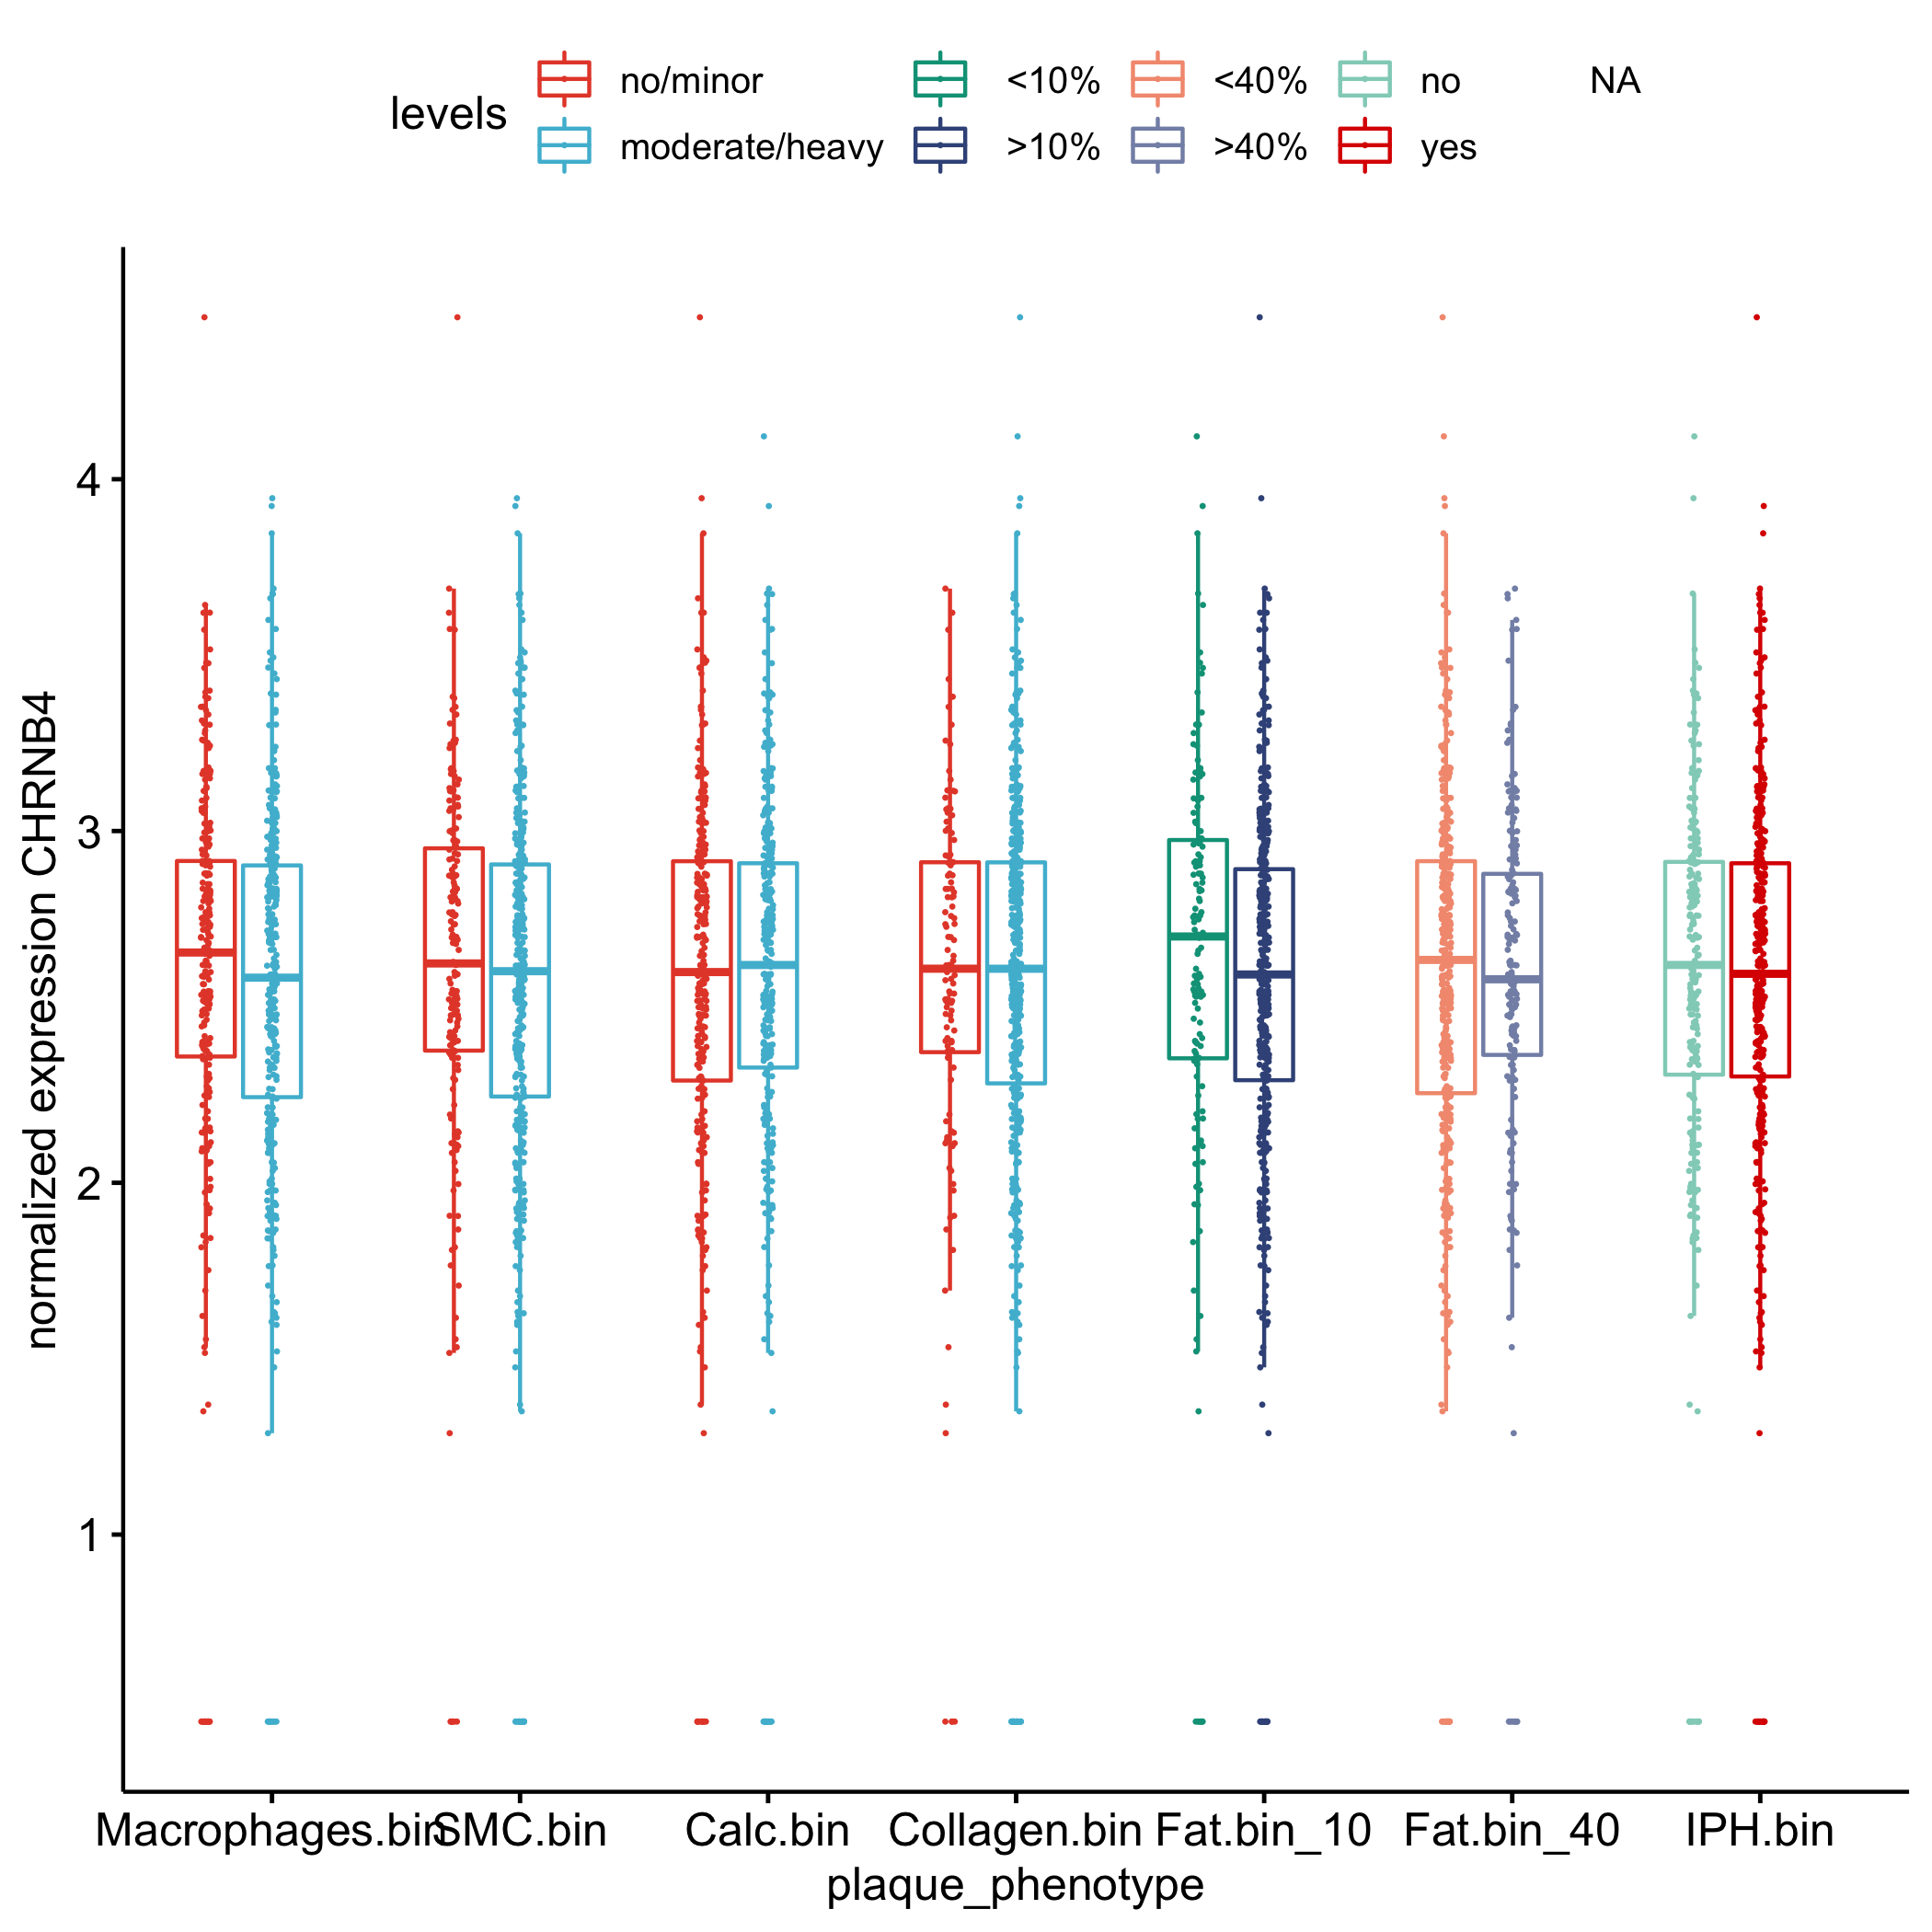 levels
no/minor <10% <40% no NA
moderate/heavy >10% >40% yes
normalized expression CHRNB4
4
3
2
1
Macrophages.bin SMC.bin Calc.bin Collagen.bin Fat.bin_10 Fat.bin_40 IPH.bin
plaque_phenotype